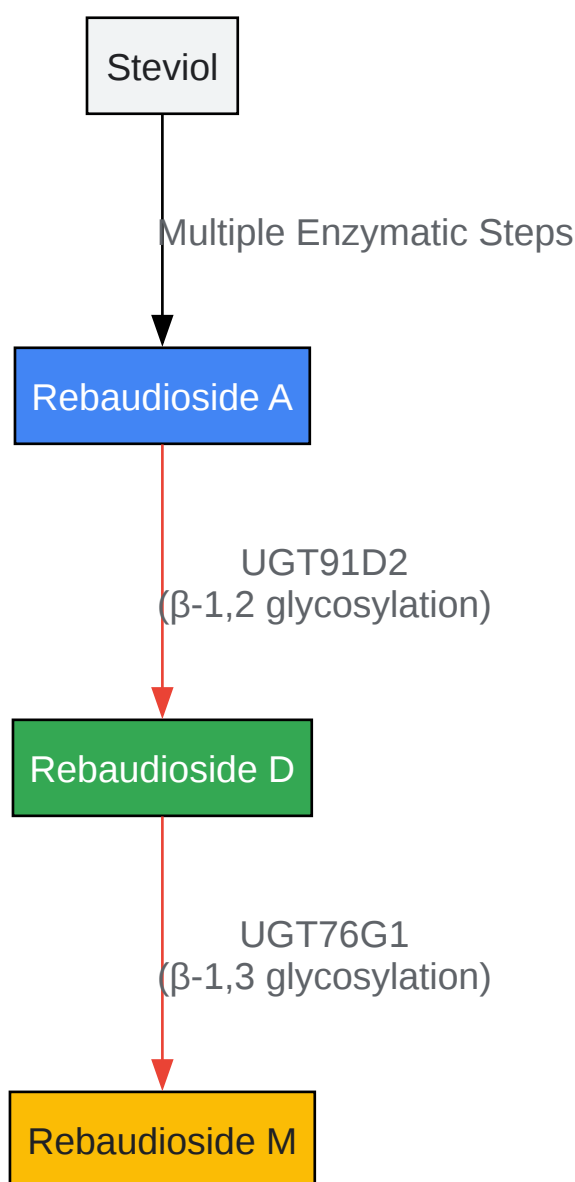 Steviol
Multiple Enzymatic Steps
Rebaudioside A
UGT91D2
(β-1,2 glycosylation)
Rebaudioside D
UGT76G1
(β-1,3 glycosylation)
Rebaudioside M